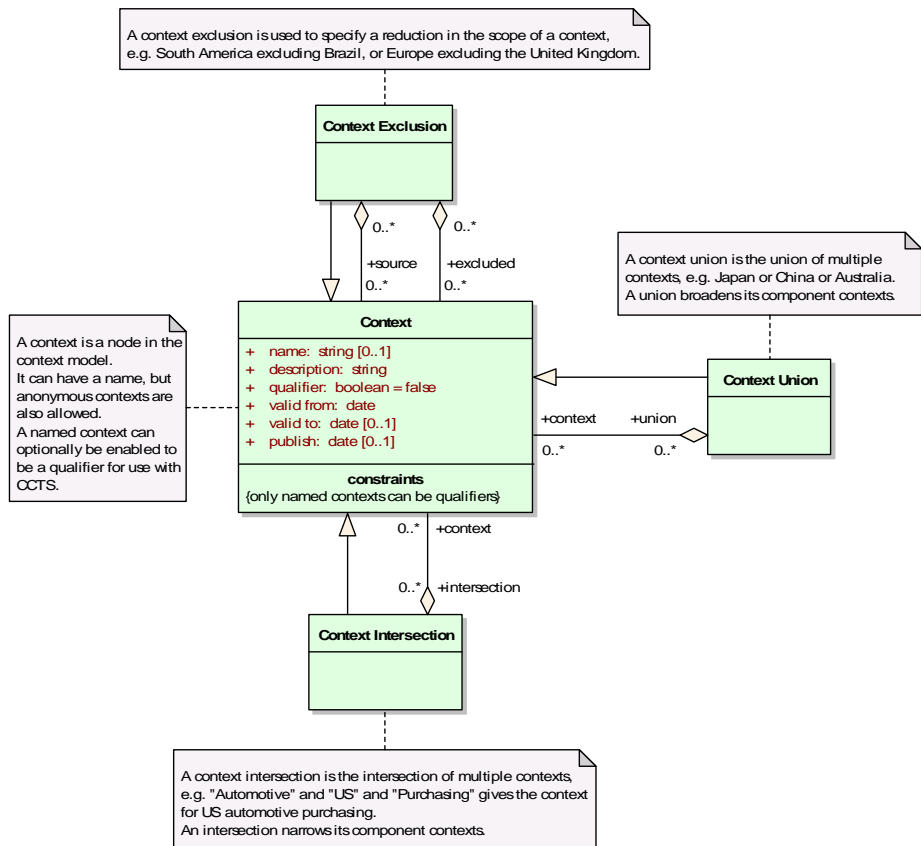 A context exclusion is used to specify a reduction in the scope of a context,
e.g. South America excluding Brazil, or Europe excluding the United Kingdom.
Context Exclusion
0..*
0..*
+source
+excluded
0..*
0..*
A context union is the union of multiple
contexts, e.g. Japan or China or Australia.
A union broadens its component contexts.
A context is a node in the
context model.
It can have a name, but
anonymous contexts are
also allowed.
A named context can
optionally be enabled to
be a qualifier for use with
CCTS.
Context
+ name: string [0..1]
+ description: string
+ qualifier: boolean = false
+ valid from: date
+ valid to: date [0..1]
+ publish: date [0..1]
constraints
{only named contexts can be qualifiers}
Context Union
+context
+union
0..*
0..*
0..*
+context
0..*
+intersection
Context Intersection
A context intersection is the intersection of multiple contexts,
e.g. "Automotive" and "US" and "Purchasing" gives the context
for US automotive purchasing.
An intersection narrows its component contexts.